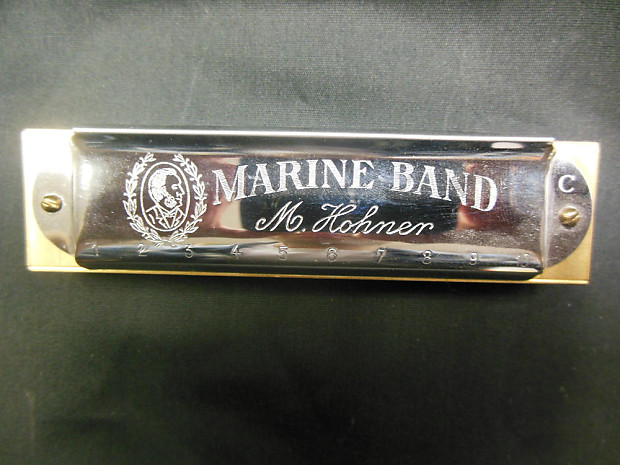 MARINE BAND
C
M. Hohner
1 2 3 4 5 6 7 8 9 10